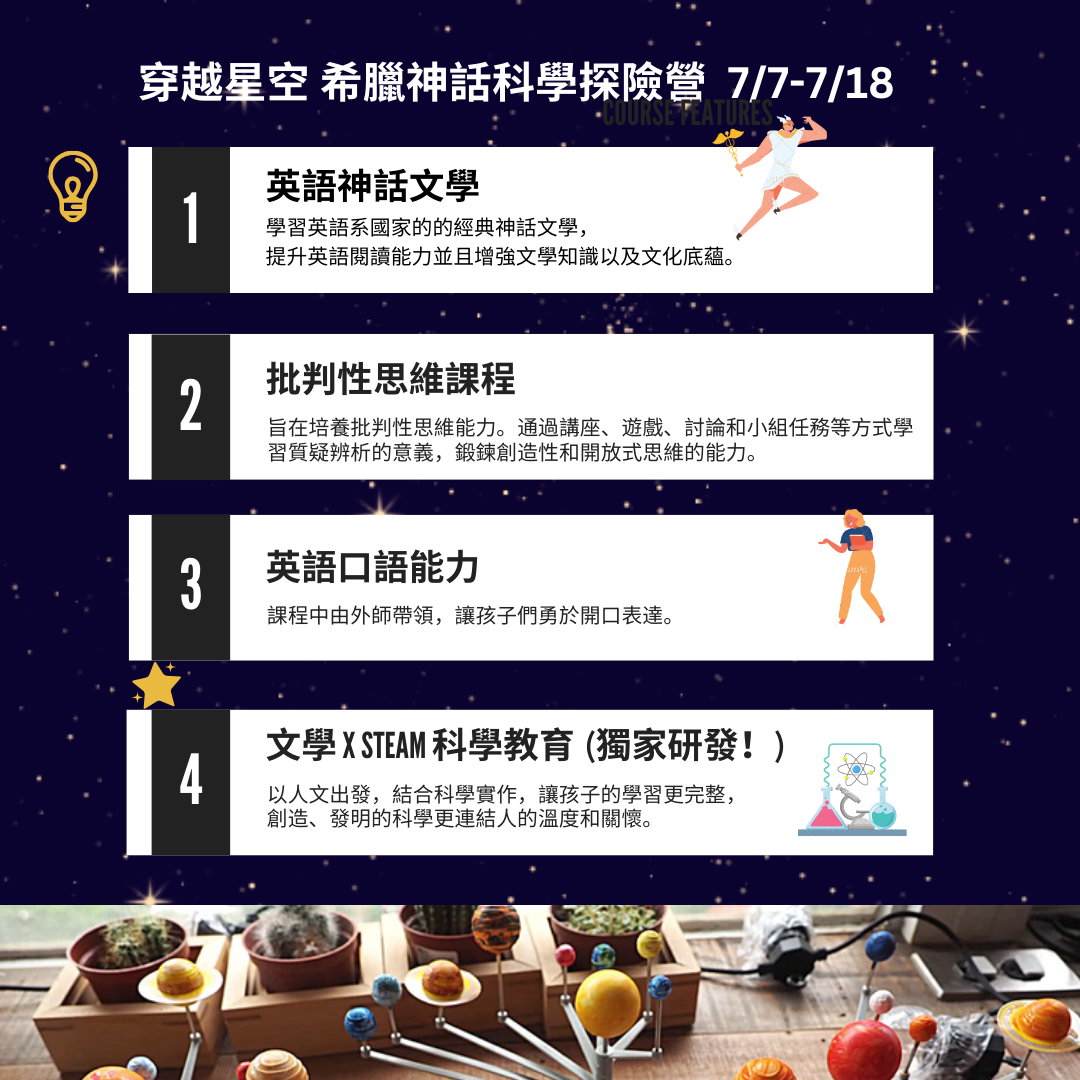 穿越星空 希臘神話科學探險營 7/7-7/18
COURSE FEATURES
1
英語神話文學
學習英語系國家的的經典神話文學，
提升英語閱讀能力並且增強文學知識以及文化底蘊。
2
批判性思維課程
旨在培養批判性思維能力。通過講座、遊戲、討論和小組任務等方式學
習質疑辨析的意義，鍛鍊創造性和開放式思維的能力。
3
英語口語能力
課程中由外師帶領，讓孩子們勇於開口表達。
4
文學 X STEAM 科學教育 (獨家研發！)
以人文出發，結合科學實作，讓孩子的學習更完整，
創造、發明的科學更連結人的溫度和關懷。